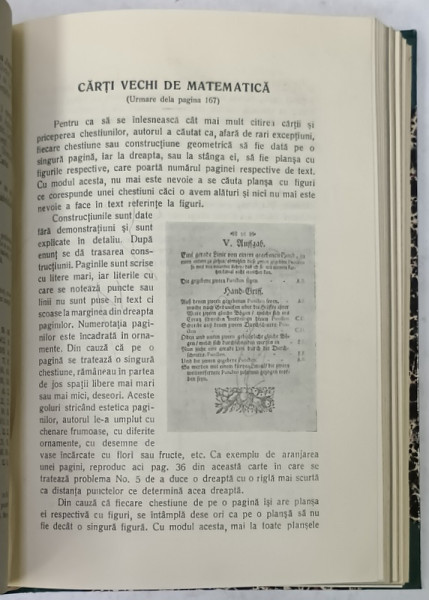 CĂRȚI VECHI DE MATEMATICĂ
(Urmare dela pagina 167)
Pentru ca să se înlesnească cât mai mult citirea cărții și
priceperea chestiunilor, autorul a căutat ca, afară de rari excepțiuni,
fiecare chestiune sau construcțiune geometrică să fie dată pe o
singură pagină, iar la dreapta, sau la stânga ei, să fie planșa cu
figurile respective, care poartă numărul paginei respective de text.
Cu modul acesta, nu mai este nevoie a se căuta planșa cu figuri
ce corespunde unei chestiuni căci o avem alături și nici nu mai este
nevoie a face în text referințe la figuri.
Construcțiunile sunt date
fără demonstrațiuni și sunt
explicate în detaliu. După
enunț se dă trasarea cons-
trucțiunii. Paginile sunt scrise
cu litere mari, iar literile cu
care se notează puncte sau
linii nu sunt puse în text ci
scoase la marginea din dreapta
paginilor. Numerotația pagi-
nilor este încadrată în orna-
mente. Din cauză că pe o
pagină se tratează o singură
chestiune, rămâneau în partea
de jos spații libere mai mari
sau mai mici, deseori. Aceste
goluri stricând estetica pagi-
nilor, autorul le-a umplut cu
chenare frumoase, cu diferite
ornamente, cu desemne de
vase încărcate cu flori sau fructe, etc. Ca exemplu de aranjarea
unei pagini, reproduc aci pag. 36 din această carte în care se
tratează problema No. 5 de a duce o dreaptă cu o riglă mai scurtă
ca distanța punctelor ce determină acea dreaptă.
Din cauză că fiecare chestiune de pe o pagină își are planșa
ei respectivă cu figuri, se întâmplă dese ori ca pe o planșă să nu
fie decât o singură figură. Cu modul acesta, mai la toate planșele
V. Aufgab.
Hand-Griff.